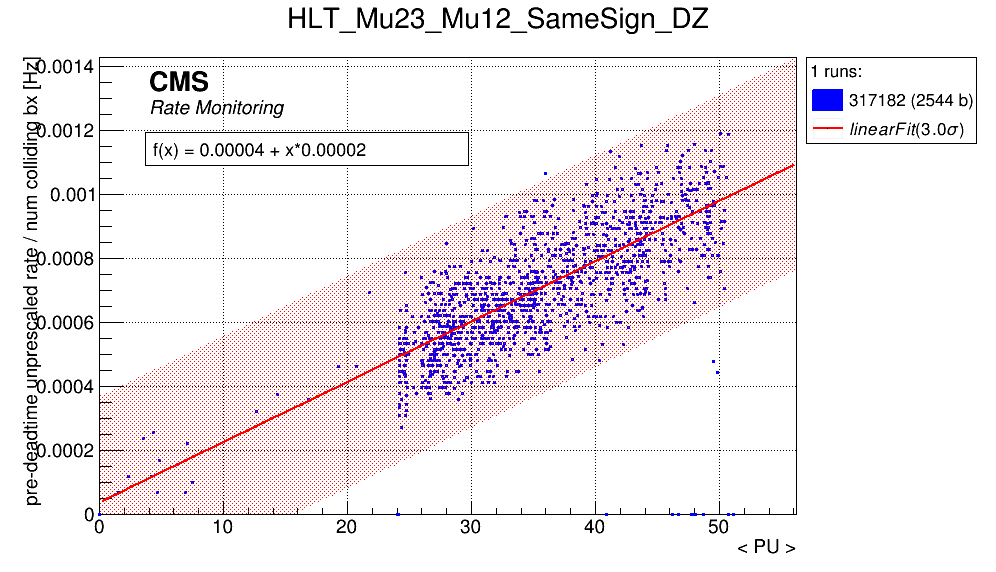 HLT_Mu23_Mu12_SameSign_DZ
pre-deadtime unprescaled rate / num colliding bx [Hz]
0.0014
0.0012
0.001
0.0008
0.0006
0.0004
0.0002
0
CMS
Rate Monitoring
f(x) = 0.00004 + x*0.00002
1 runs:
317182 (2544 b)
linearFit(3.0σ)
0 10 20 30 40 50
< PU >